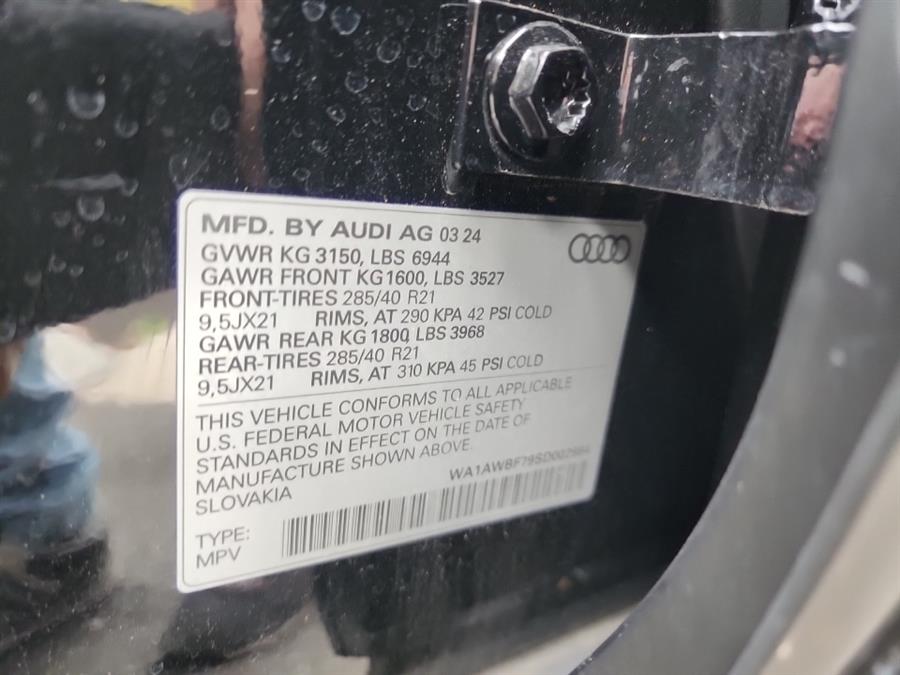 MFD. BY AUDI AG 03 24
GVWR KG 3150, LBS 6944
GAWR FRONT KG 1600, LBS 3527
FRONT-TIRES 285/40 R21
9,5JX21 RIMS, AT 290 KPA 42 PSI COLD
GAWR REAR KG 1800, LBS 3968
REAR-TIRES 285/40 R21
9,5JX21 RIMS, AT 310 KPA 45 PSI COLD
THIS VEHICLE CONFORMS TO ALL APPLICABLE
U.S. FEDERAL MOTOR VEHICLE SAFETY
STANDARDS IN EFFECT ON THE DATE OF
MANUFACTURE SHOWN ABOVE.
SLOVAKIA
TYPE:
MPV